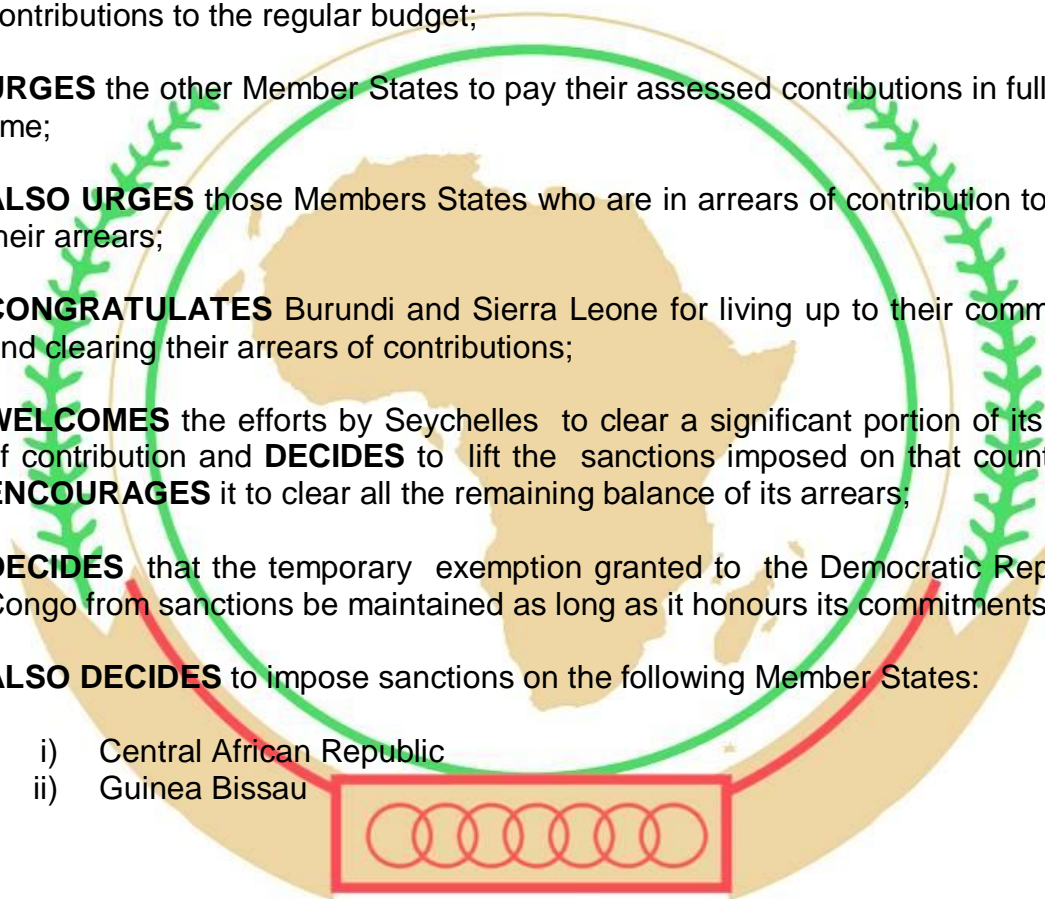 ontributions to the regular budget;
URGES the other Member States to pay their assessed contributions in full
me;
ALSO URGES those Members States who are in arrears of contribution to
heir arrears;
CONGRATULATES Burundi and Sierra Leone for living up to their comm
nd clearing their arrears of contributions;
WELCOMES the efforts by Seychelles to clear a significant portion of its
f contribution and DECIDES to lift the sanctions imposed on that count
ENCOURAGES it to clear all the remaining balance of its arrears;
DECIDES that the temporary exemption granted to the Democratic Rep
Congo from sanctions be maintained as long as it honours its commitments
ALSO DECIDES to impose sanctions on the following Member States:
i) Central African Republic
ii) Guinea Bissau